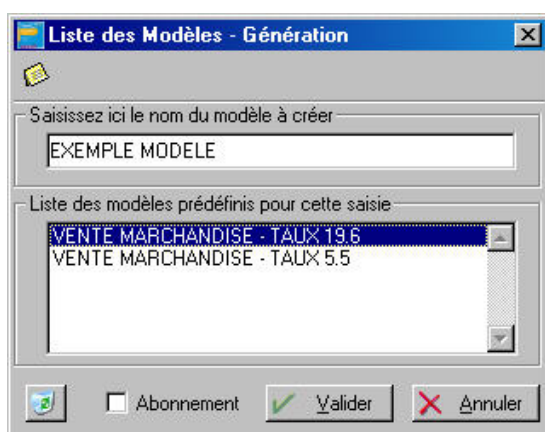 Liste des Modèles - Génération
Saisissez ici le nom du modèle à créer
EXEMPLE MODELE
Liste des modèles prédéfinis pour cette saisie
VENTE MARCHANDISE - TAUX 19.6
VENTE MARCHANDISE - TAUX 5.5
Abonnement Valider Annuler